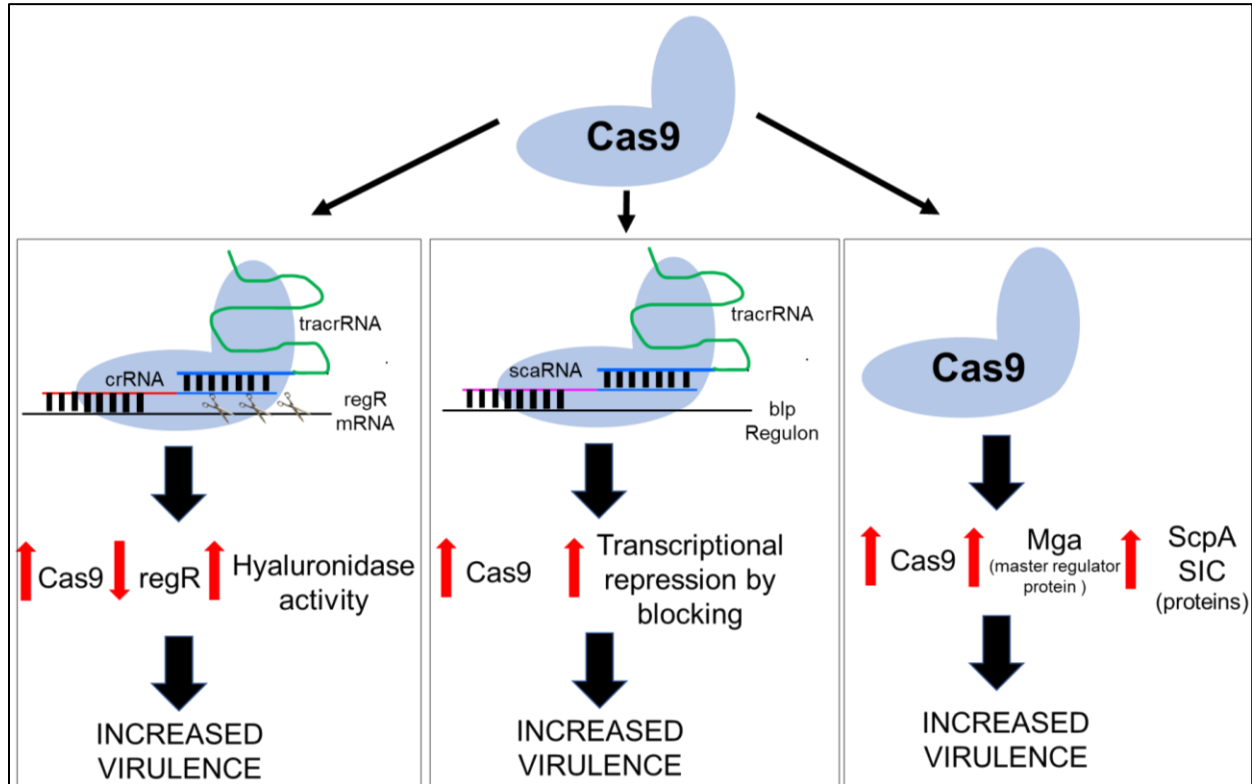 Cas9
tracrRNA
crRNA
regR
mRNA
Cas9 regR Hyaluronidase
activity
INCREASED
VIRULENCE
tracrRNA
scaRNA
blp
Regulon
Cas9 Transcriptional
repression by
blocking
INCREASED
VIRULENCE
Cas9
Cas9 Mga ScpA
(master regulator SIC
protein ) (proteins)
INCREASED
VIRULENCE